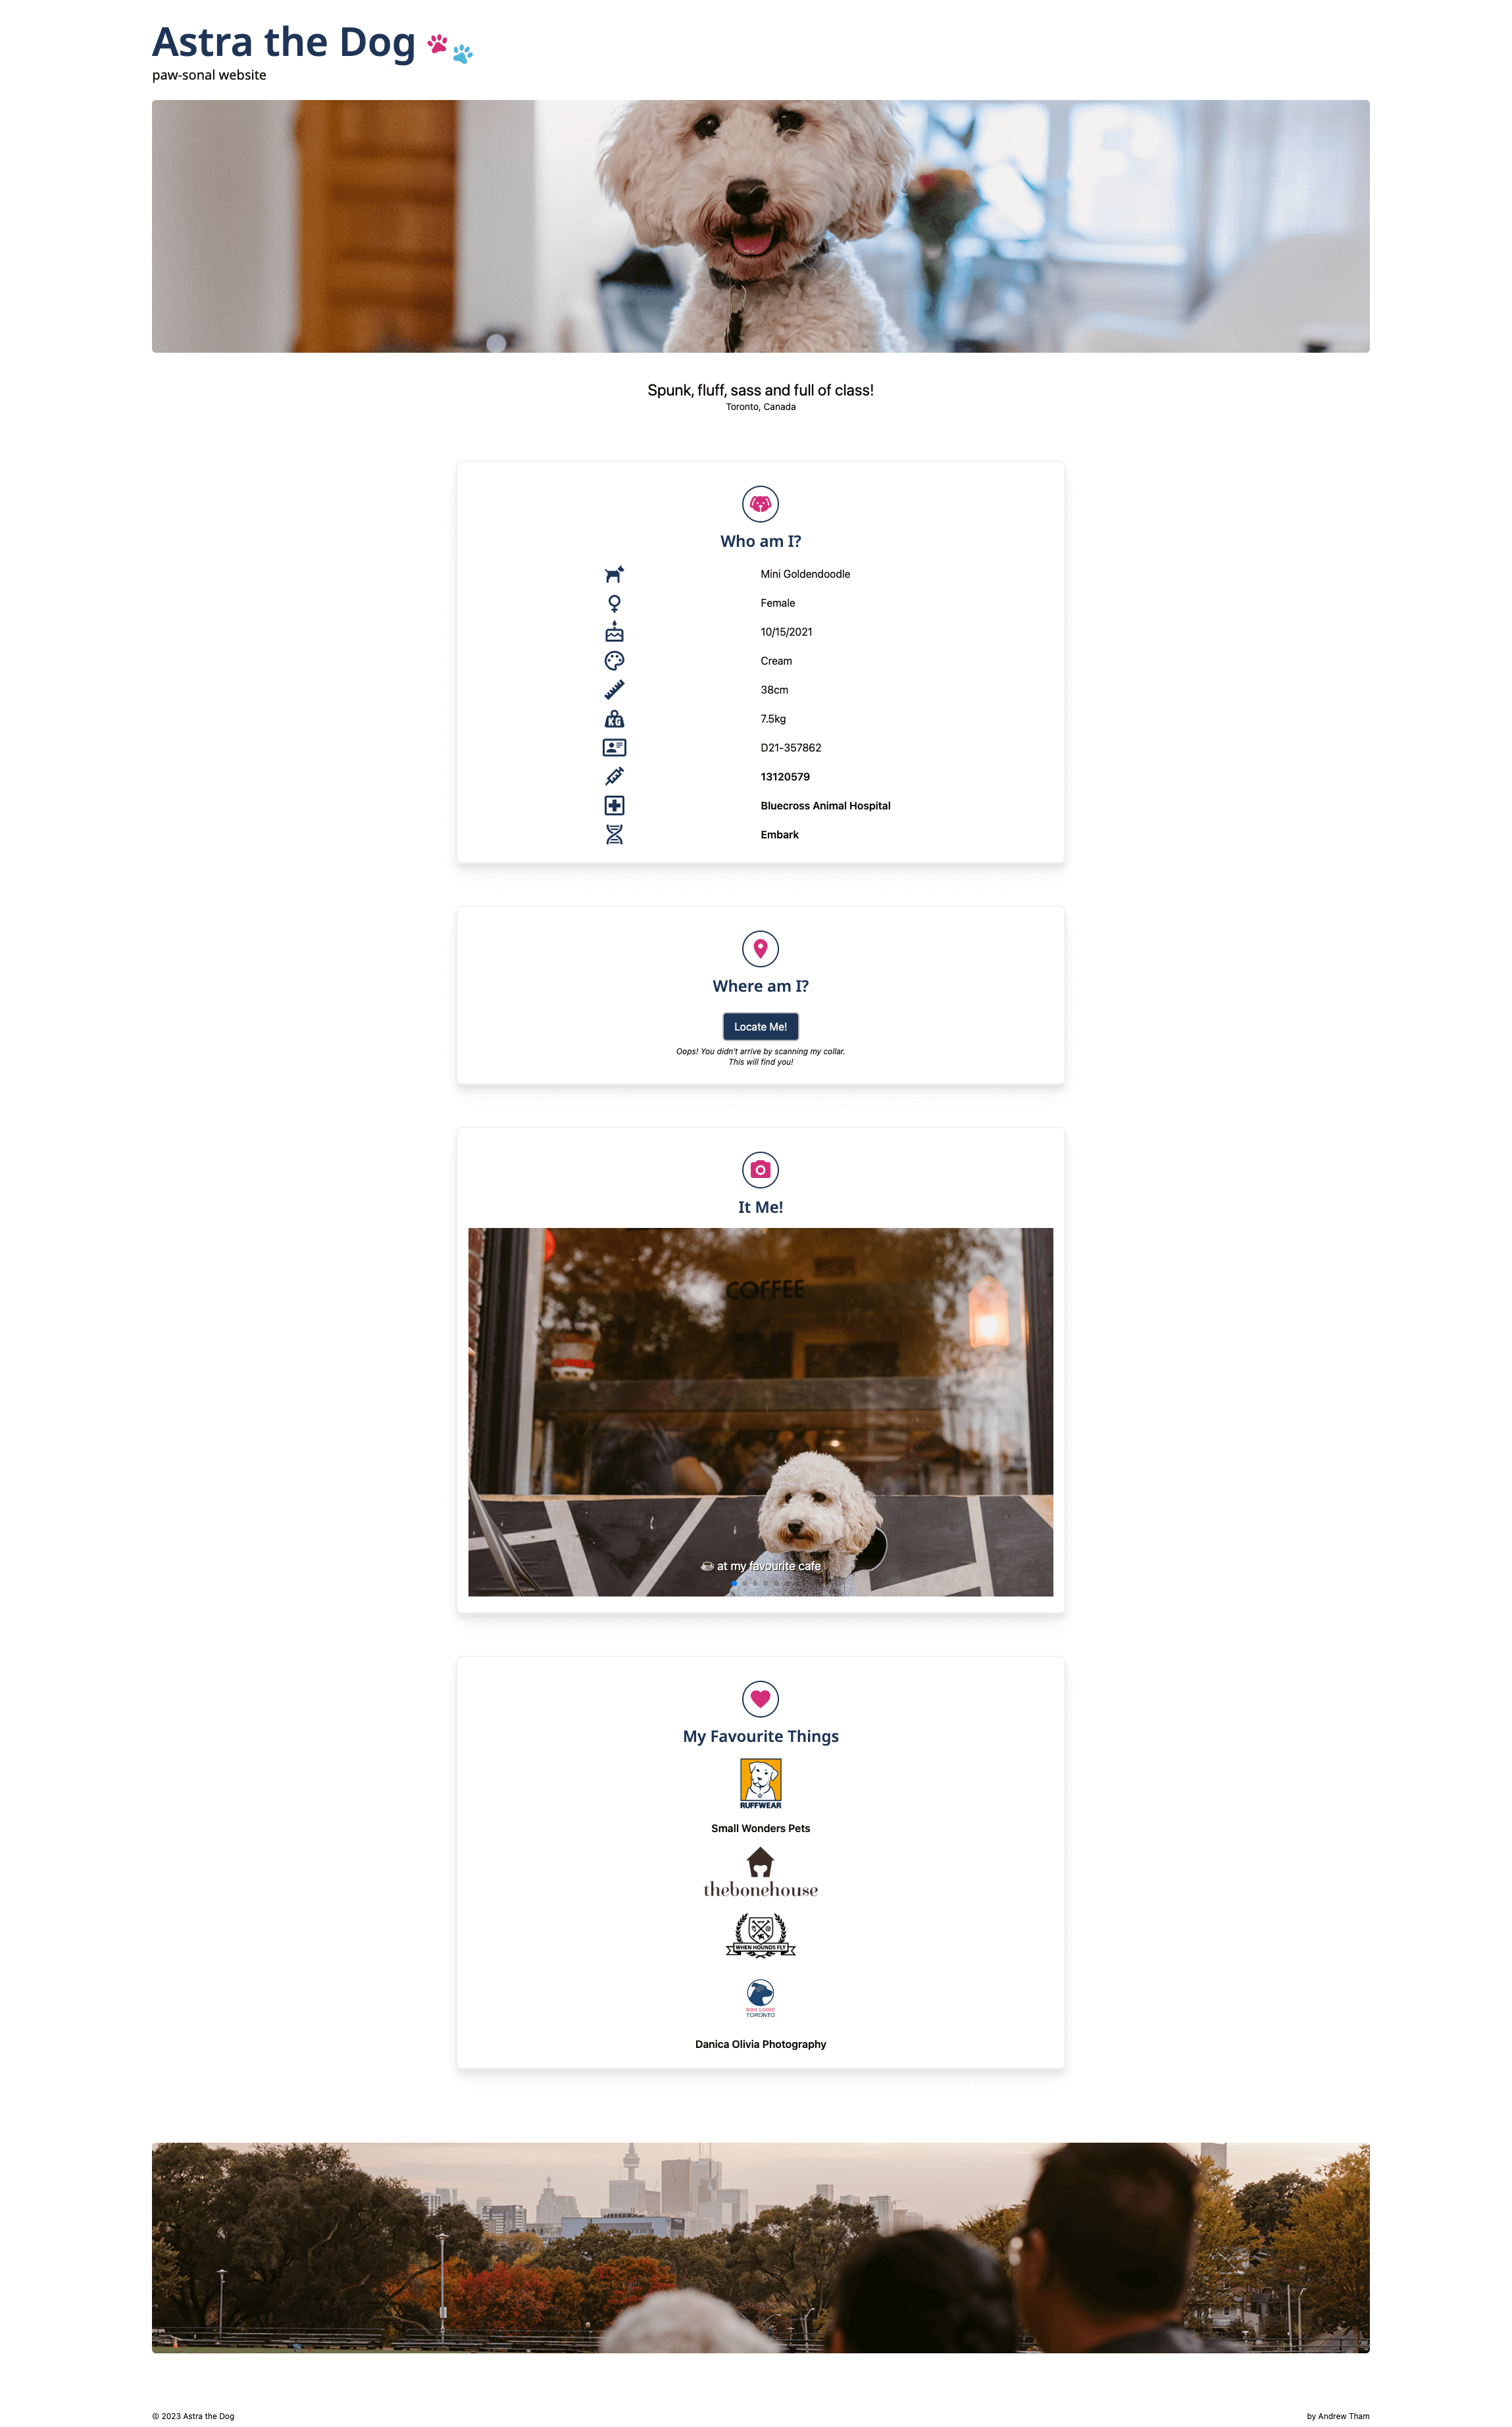 Astra the Dog
paw-sonal website
Spunk, fluff, sass and full of class!
Toronto, Canada
Who am I?
Mini Goldendoodle
Female
10/15/2021
Cream
38cm
KG
7.5kg
D21-357862
13120579
Bluecross Animal Hospital
Embark
Where am I?
Locate Me!
Oops! You didn't arrive by scanning my collar.
This will find you!
It Me!
COFFEE
☕ at my favourite cafe
My Favourite Things
RUFFWEAR
Small Wonders Pets
thebonehouse
WHEN HOUNDS FLY
DOG LOGIC
TORONTO
Danica Olivia Photography
© 2023 Astra the Dog
by Andrew Tham